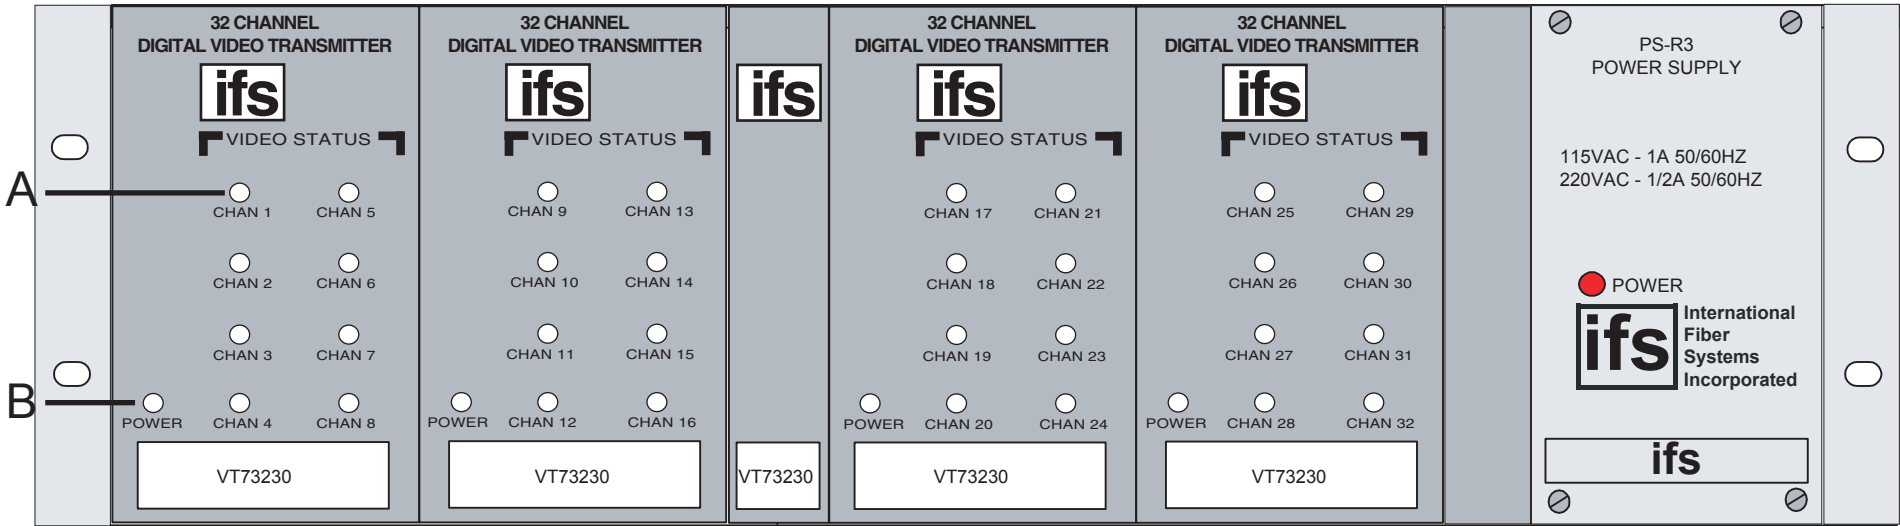 A
B
32 CHANNEL
DIGITAL VIDEO TRANSMITTER
ifs
VIDEO STATUS
CHAN 1 CHAN 5
CHAN 2 CHAN 6
CHAN 3 CHAN 7
POWER CHAN 4 CHAN 8
VT73230
32 CHANNEL
DIGITAL VIDEO TRANSMITTER
ifs
VIDEO STATUS
CHAN 9 CHAN 13
CHAN 10 CHAN 14
CHAN 11 CHAN 15
POWER CHAN 12 CHAN 16
VT73230
ifs
VT73230
32 CHANNEL
DIGITAL VIDEO TRANSMITTER
ifs
VIDEO STATUS
CHAN 17 CHAN 21
CHAN 18 CHAN 22
CHAN 19 CHAN 23
POWER CHAN 20 CHAN 24
VT73230
32 CHANNEL
DIGITAL VIDEO TRANSMITTER
ifs
VIDEO STATUS
CHAN 25 CHAN 29
CHAN 26 CHAN 30
CHAN 27 CHAN 31
POWER CHAN 28 CHAN 32
VT73230
PS-R3
POWER SUPPLY
115VAC - 1A 50/60HZ
220VAC - 1/2A 50/60HZ
POWER
ifs
International
Fiber
Systems
Incorporated
ifs